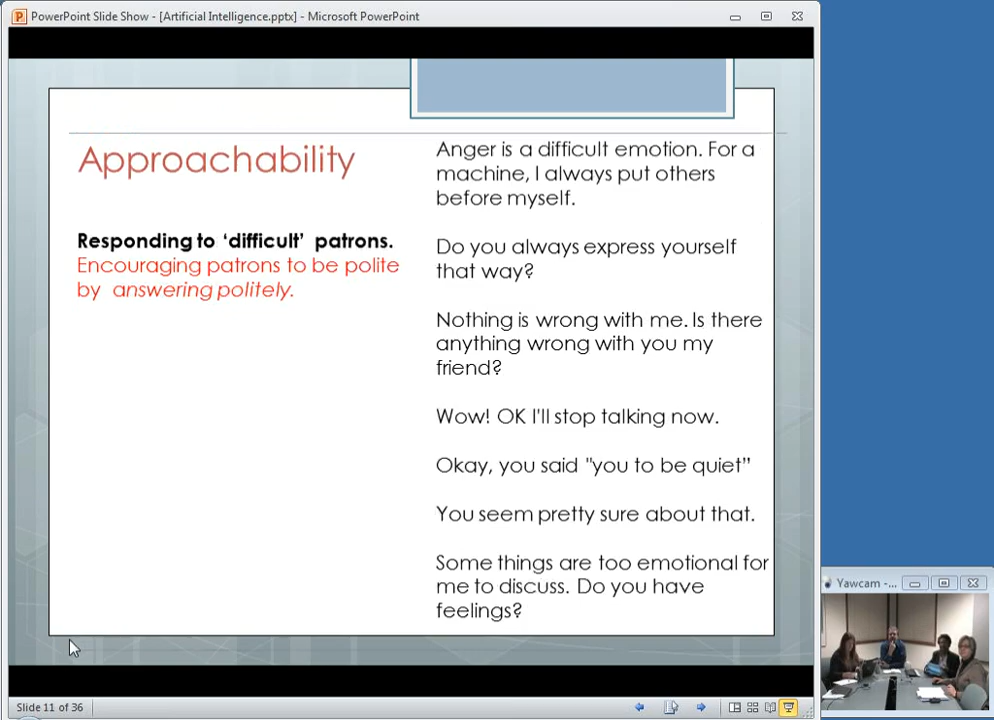 PowerPoint Slide Show - [Artificial Intelligence.pptx] - Microsoft PowerPoint
Approachability
Responding to ‘difficult’ patrons.
Encouraging patrons to be polite
by answering politely.
Anger is a difficult emotion. For a
machine, I always put others
before myself.
Do you always express yourself
that way?
Nothing is wrong with me. Is there
anything wrong with you my
friend?
Wow! OK I'll stop talking now.
Okay, you said "you to be quiet”
You seem pretty sure about that.
Some things are too emotional for
me to discuss. Do you have
feelings?
Yawcam -...
Slide 11 of 36